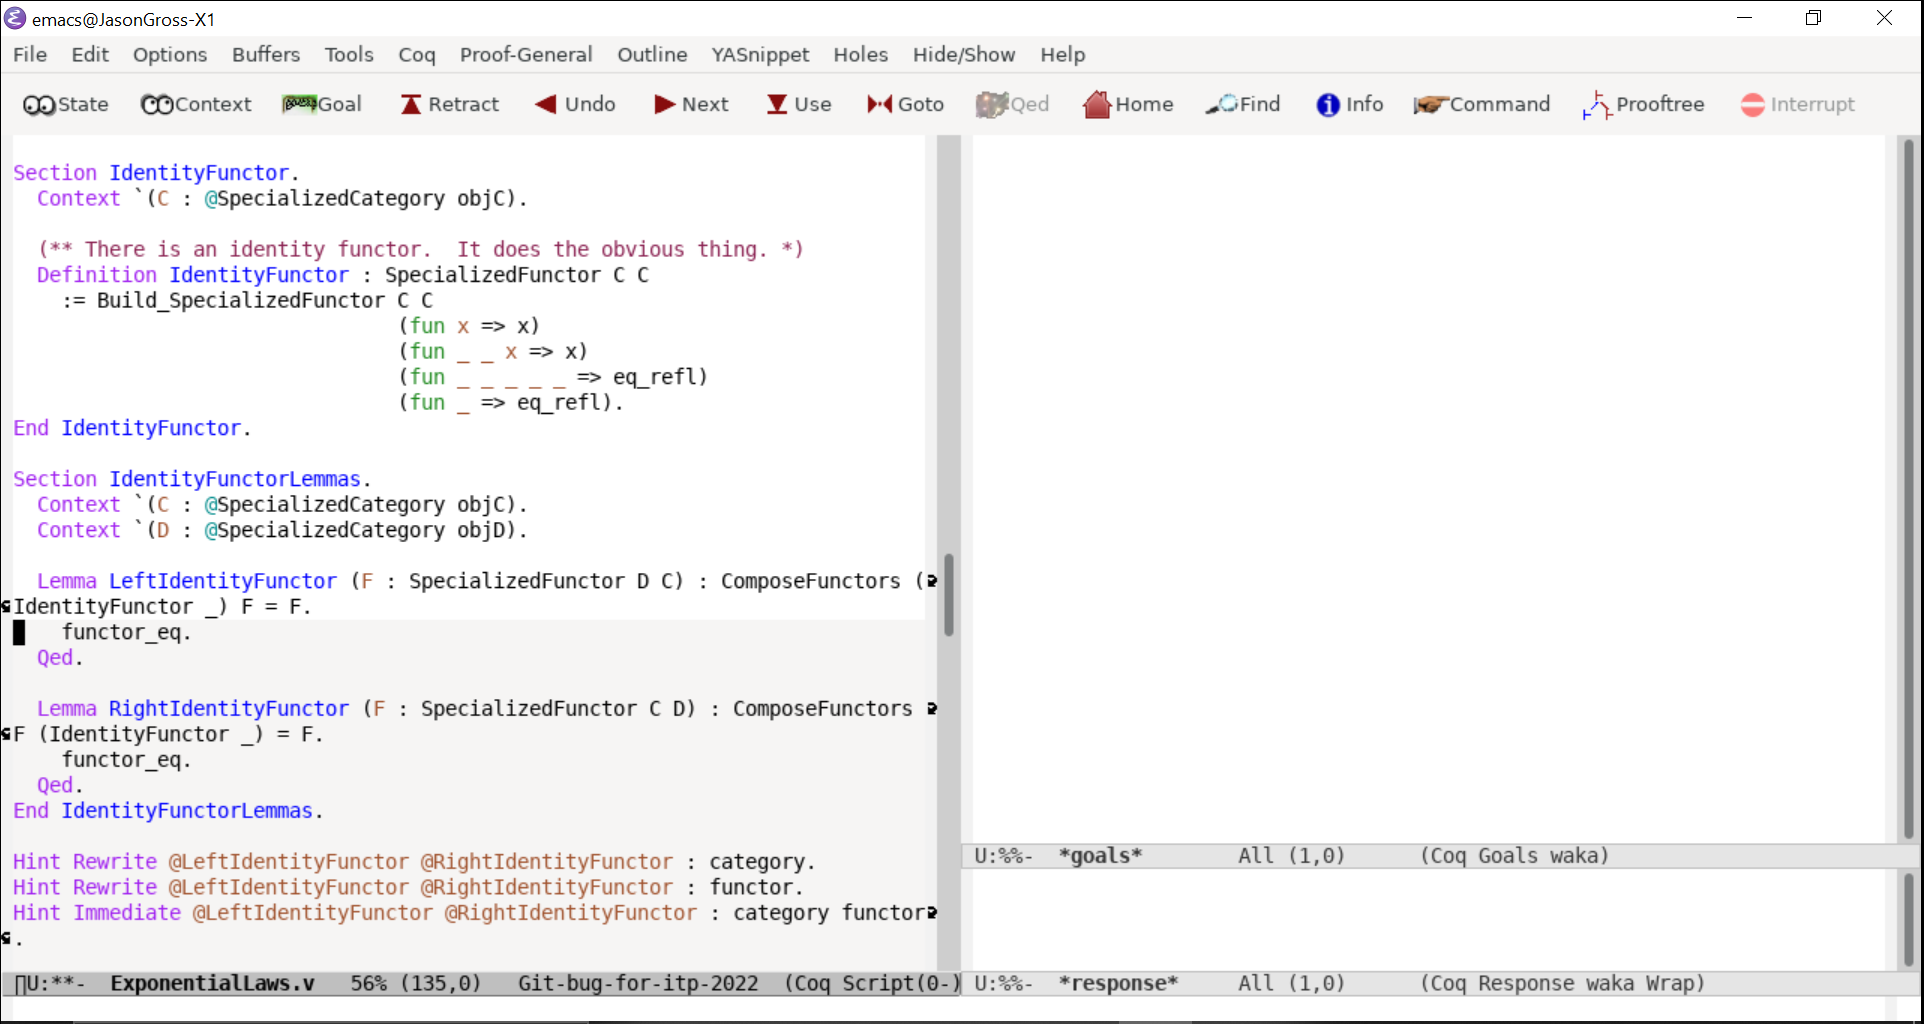 emacs@JasonGross-X1
File Edit Options Buffers Tools Coq Proof-General Outline YASnippet Holes Hide/Show Help
State Context Goal Retract Undo Next Use Goto Qed Home Find Info Command Prooftree Interrupt
Section IdentityFunctor.
  Context `(C : @SpecializedCategory objC).

  (** There is an identity functor.  It does the obvious thing. *)
  Definition IdentityFunctor : SpecializedFunctor C C
    := Build_SpecializedFunctor C C
                                (fun x => x)
                                (fun _ _ x => x)
                                (fun _ _ _ _ _ => eq_refl)
                                (fun _ => eq_refl).
End IdentityFunctor.

Section IdentityFunctorLemmas.
  Context `(C : @SpecializedCategory objC).
  Context `(D : @SpecializedCategory objD).

  Lemma LeftIdentityFunctor (F : SpecializedFunctor D C) : ComposeFunctors (
IdentityFunctor _) F = F.
    functor_eq.
  Qed.

  Lemma RightIdentityFunctor (F : SpecializedFunctor C D) : ComposeFunctors
F (IdentityFunctor _) = F.
    functor_eq.
  Qed.
End IdentityFunctorLemmas.

Hint Rewrite @LeftIdentityFunctor @RightIdentityFunctor : category.
Hint Rewrite @LeftIdentityFunctor @RightIdentityFunctor : functor.
Hint Immediate @LeftIdentityFunctor @RightIdentityFunctor : category functor
.
U:**-  ExponentialLaws.v   56% (135,0)   Git-bug-for-itp-2022  (Coq Script(0-)
U:%%-  *goals*        All (1,0)      (Coq Goals waka)
U:%%-  *response*     All (1,0)      (Coq Response waka Wrap)